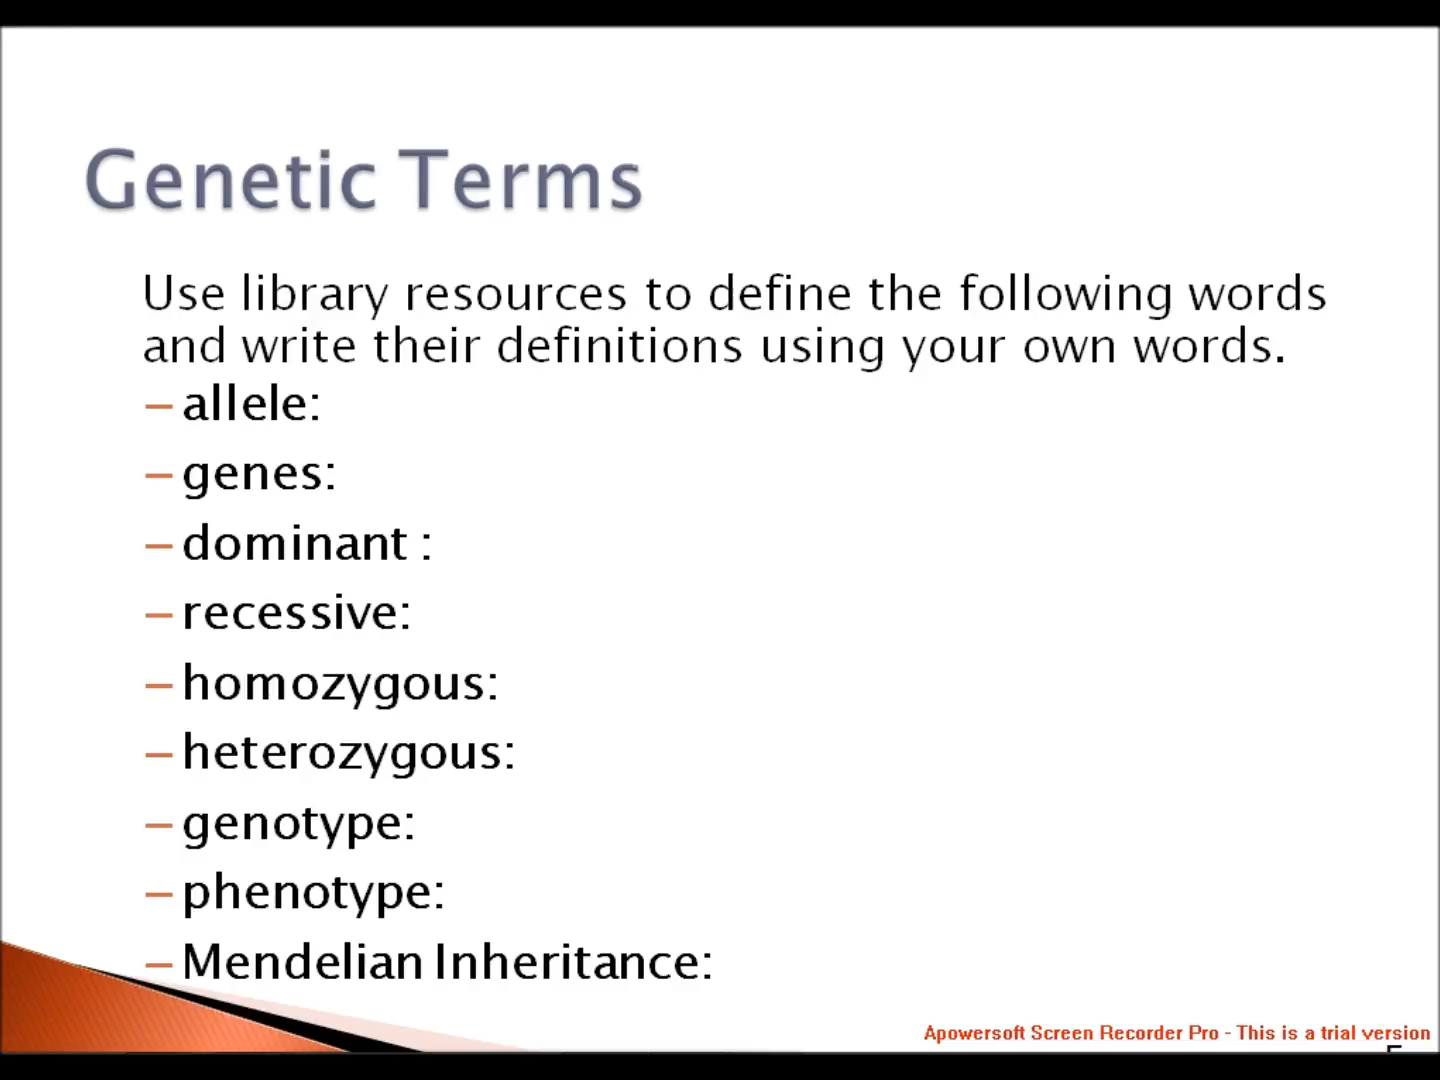 Genetic Terms
Use library resources to define the following words
and write their definitions using your own words.
– allele:
– genes:
– dominant :
– recessive:
– homozygous:
– heterozygous:
– genotype:
– phenotype:
– Mendelian Inheritance:
Apowersoft Screen Recorder Pro - This is a trial version